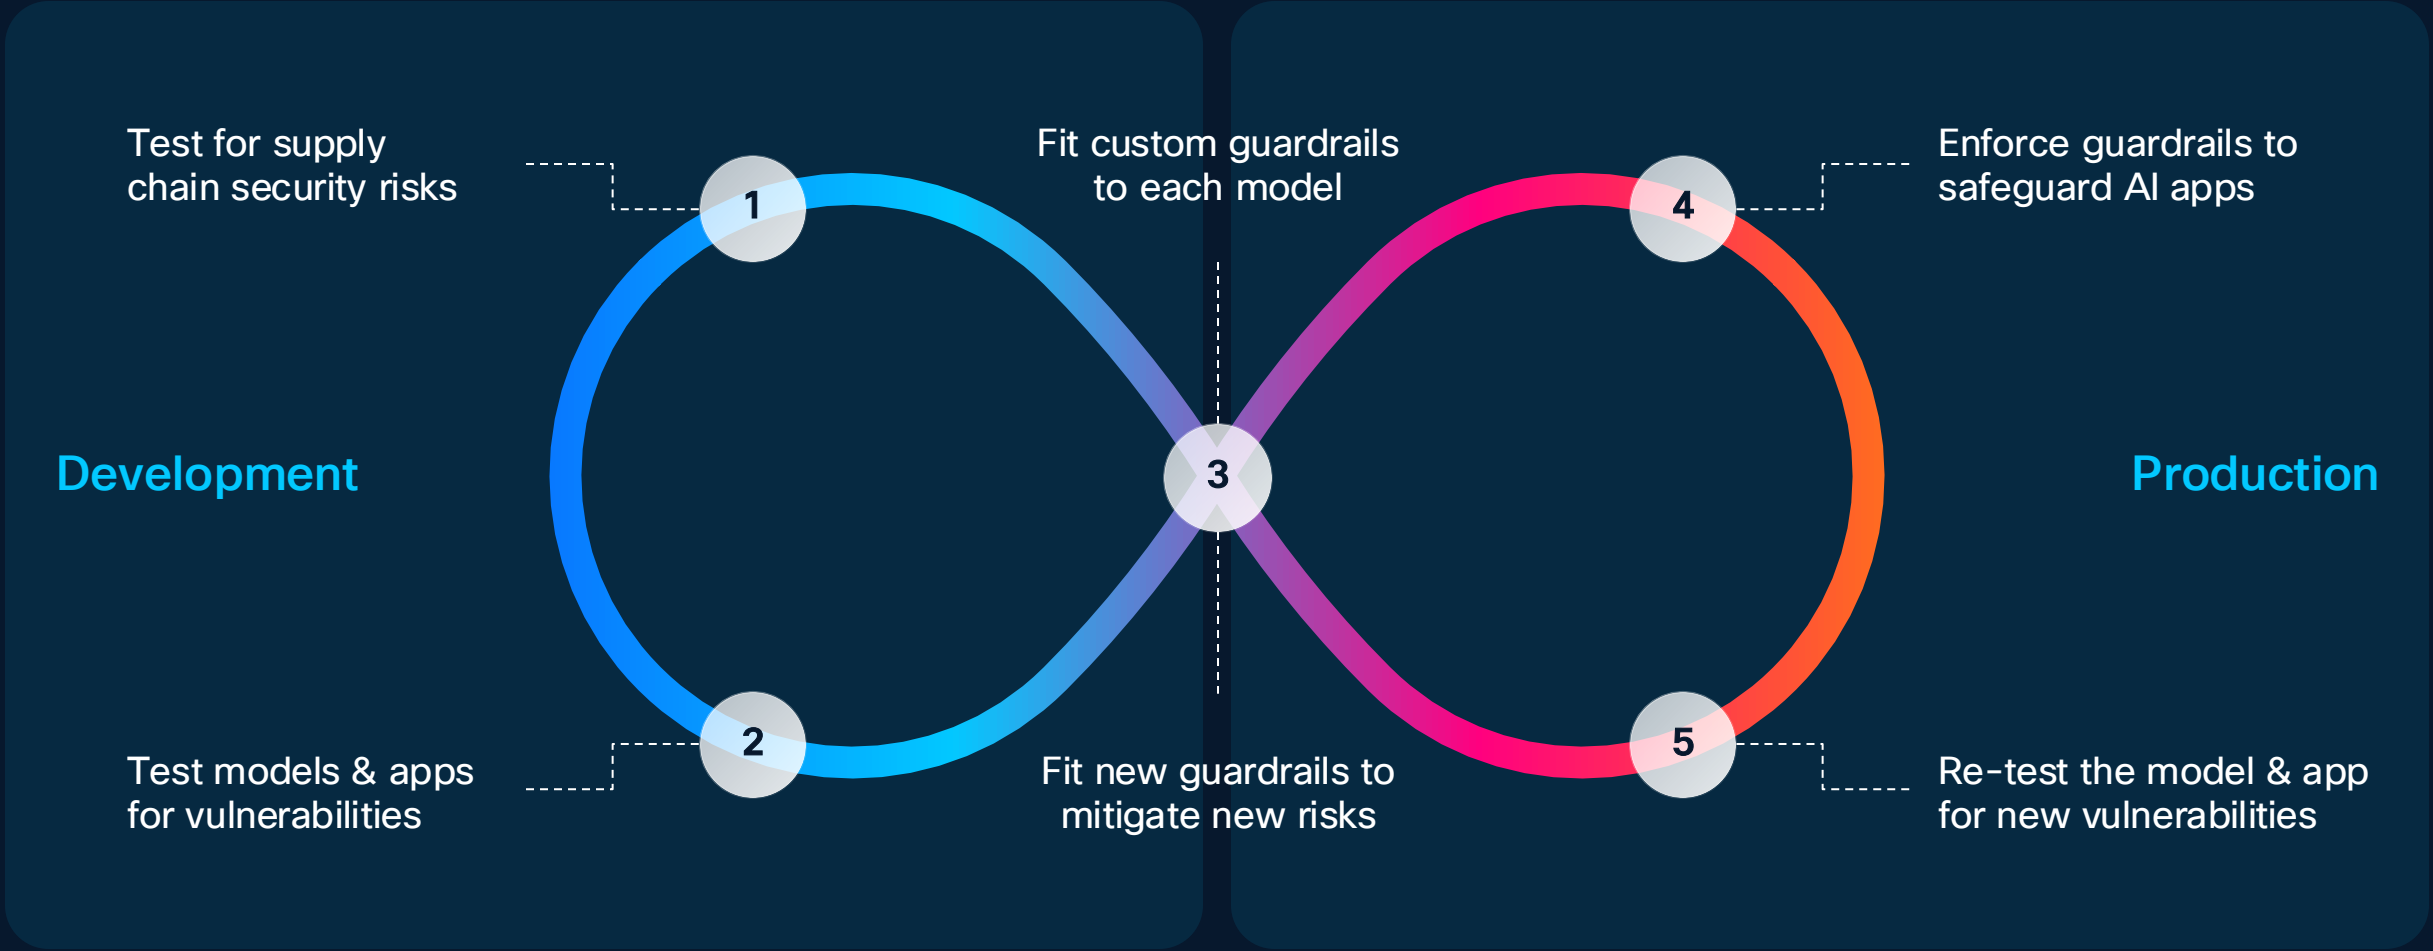 Test for supply
chain security risks
1
Fit custom guardrails
to each model
4
Enforce guardrails to
safeguard AI apps
Development
3
Production
Test models & apps
for vulnerabilities
2
Fit new guardrails to
mitigate new risks
5
Re-test the model & app
for new vulnerabilities